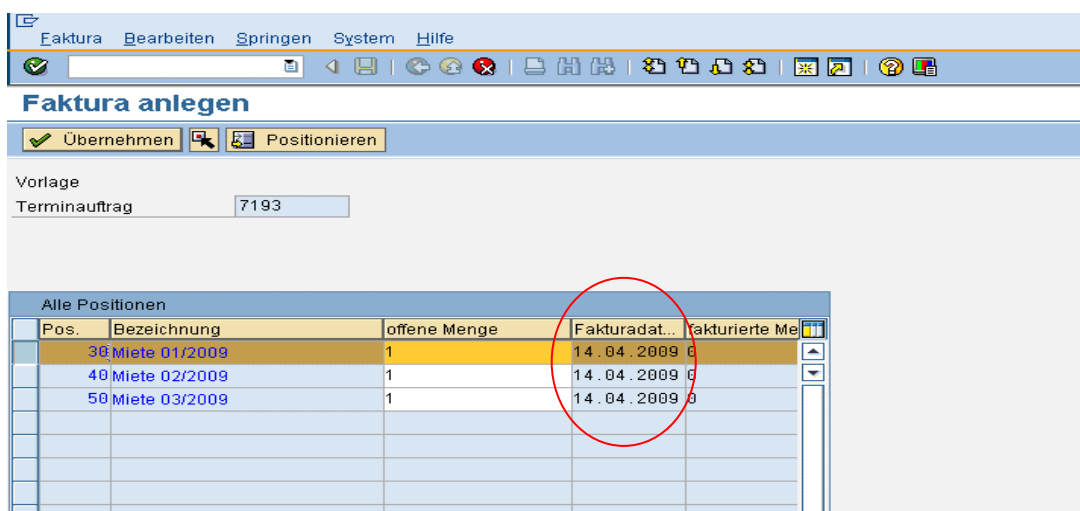 Faktura Bearbeiten Springen System Hilfe
Faktura anlegen
Übernehmen Positionieren
Vorlage
Terminauftrag 7193
Alle Positionen
Pos. Bezeichnung offene Menge Fakturadat... fakturierte Me
30 Miete 01/2009 1 14.04.2009 0
40 Miete 02/2009 1 14.04.2009 0
50 Miete 03/2009 1 14.04.2009 0